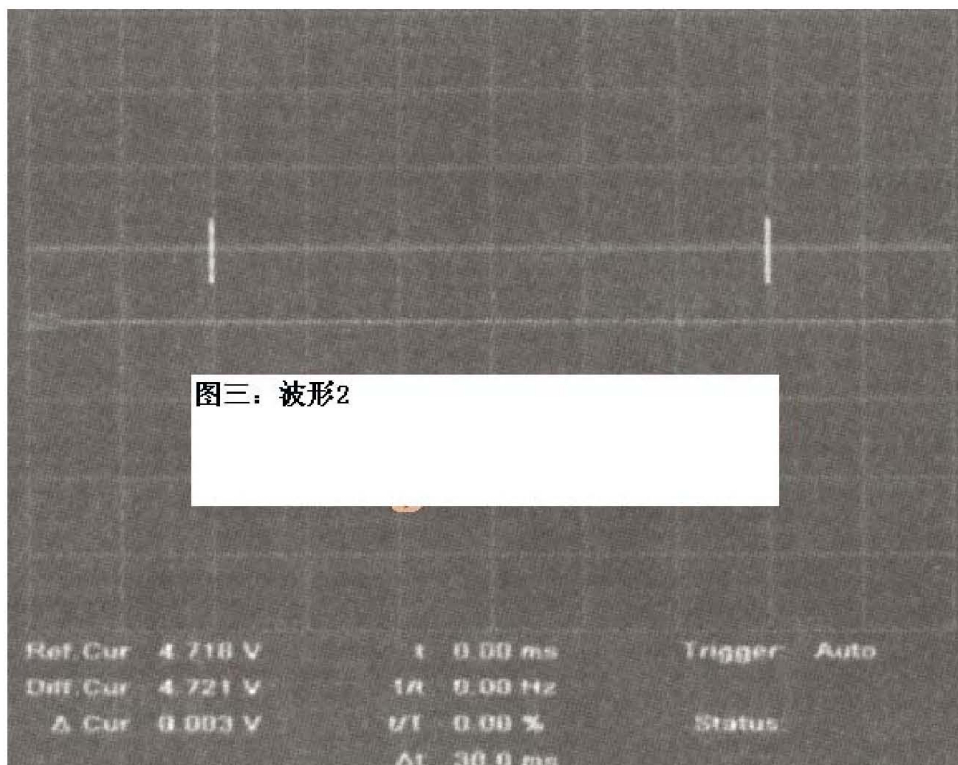 图三：波形2
Ref.Cur 4.718 V t 0.00 ms Trigger: Auto
Diff.Cur 4.721 V 1/t 0.00 Hz
Δ Cur 0.003 V t/T 0.00 % Status:
Δt 30.0 ms